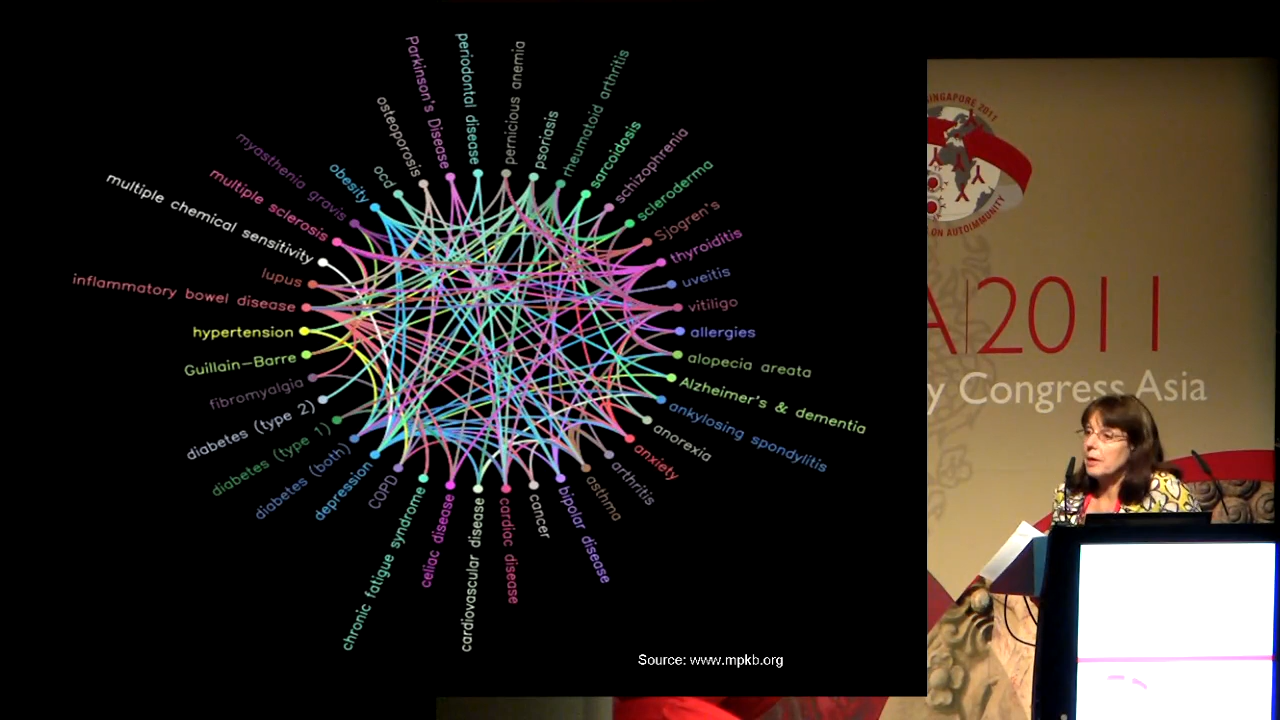 Parkinson's Disease
periodontal disease
pernicious anemia
psoriasis
rheumatoid arthritis
sarcoidosis
schizophrenia
scleroderma
Sjogren's
thyroiditis
uveitis
vitiligo
allergies
alopecia areata
Alzheimer's & dementia
ankylosing spondylitis
anorexia
anxiety
arthritis
asthma
bipolar disease
cancer
cardiac disease
cardiovascular disease
celiac disease
chronic fatigue syndrome
COPD
depression
diabetes (both)
diabetes (type 1)
diabetes (type 2)
fibromyalgia
Guillain-Barre
hypertension
inflammatory bowel disease
lupus
multiple chemical sensitivity
multiple sclerosis
myasthenia gravis
obesity
ocd
osteoporosis
Source: www.mpkb.org
SINGAPORE 2011
ON AUTOIMMUNITY
A|2011
y Congress Asia